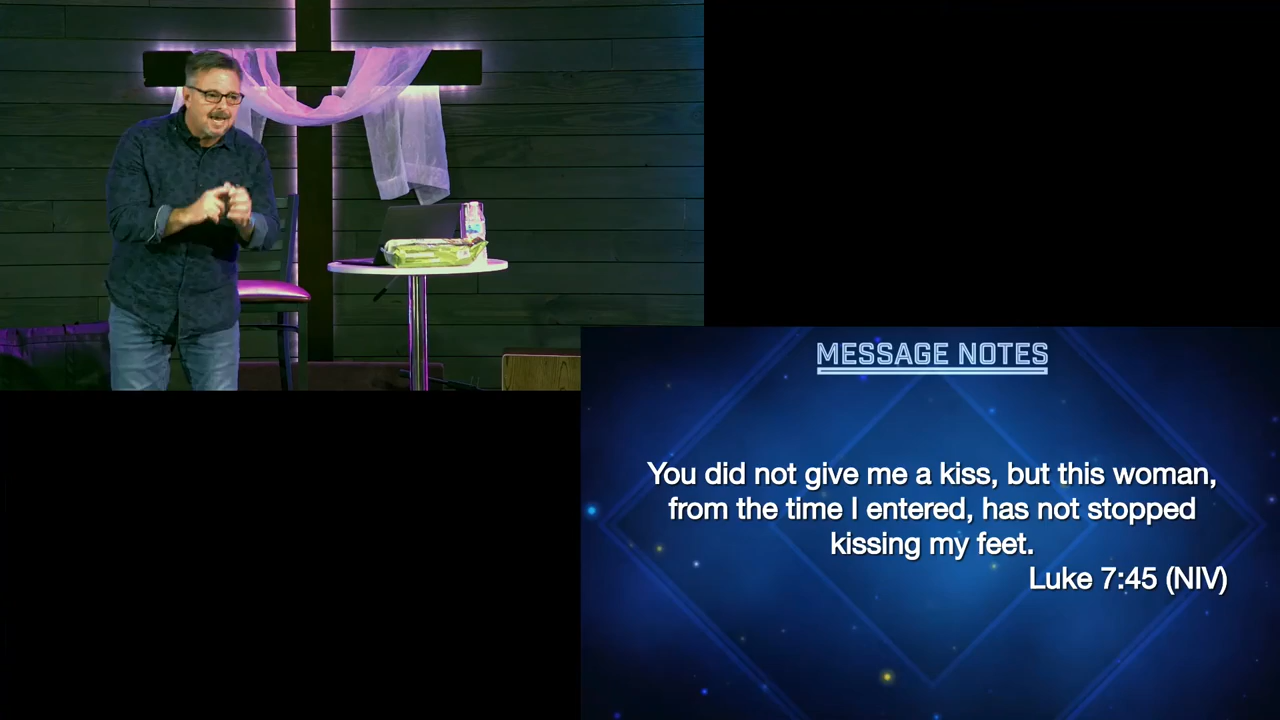 MESSAGE NOTES
You did not give me a kiss, but this woman,
from the time I entered, has not stopped
kissing my feet.
Luke 7:45 (NIV)